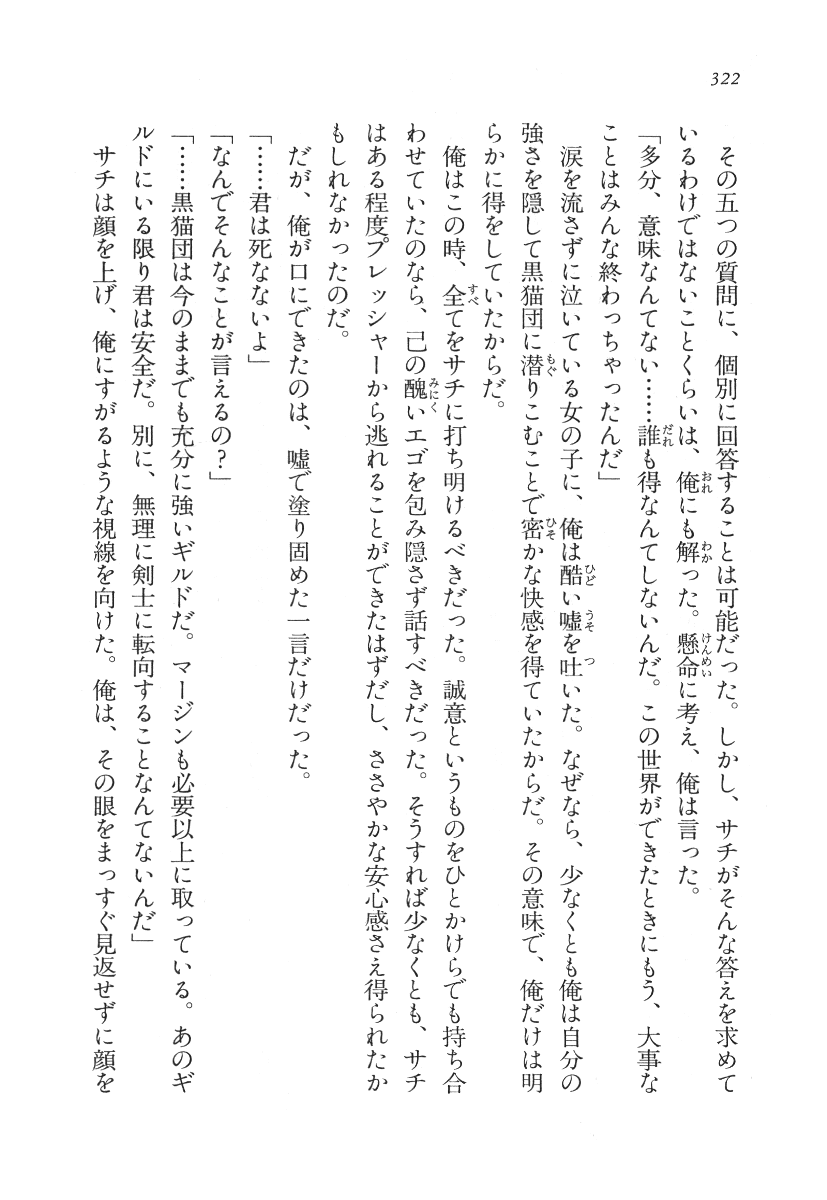 322
その五つの質問に、個別に回答することは可能だった。しかし、サチがそんな答えを求めて
いるわけではないことくらいは、俺にも解った。懸命に考え、俺は言った。
「多分、意味なんてない……誰も得なんてしないんだ。この世界ができたときにもう、大事な
ことはみんな終わっちゃったんだ」
涙を流さずに泣いている女の子に、俺は酷い嘘を吐いた。なぜなら、少なくとも俺は自分の
強さを隠して黒猫団に潜りこむことで密かな快感を得ていたからだ。その意味で、俺だけは明
らかに得をしていたからだ。
俺はこの時、全てをサチに打ち明けるべきだった。誠意というものをひとかけらでも持ち合
わせていたのなら、己の醜いエゴを包み隠さず話すべきだった。そうすれば少なくとも、サチ
はある程度プレッシャーから逃れることができたはずだし、ささやかな安心感さえ得られたか
もしれなかったのだ。
だが、俺が口にできたのは、嘘で塗り固めた一言だけだった。
「……君は死なないよ」
「なんでそんなことが言えるの?」
「……黒猫団は今のままでも充分に強いギルドだ。マージンも必要以上に取っている。あのギ
ルドにいる限り君は安全だ。別に、無理に剣士に転向することなんてないんだ」
サチは顔を上げ、俺にすがるような視線を向けた。俺は、その眼をまっすぐ見返せずに顔を